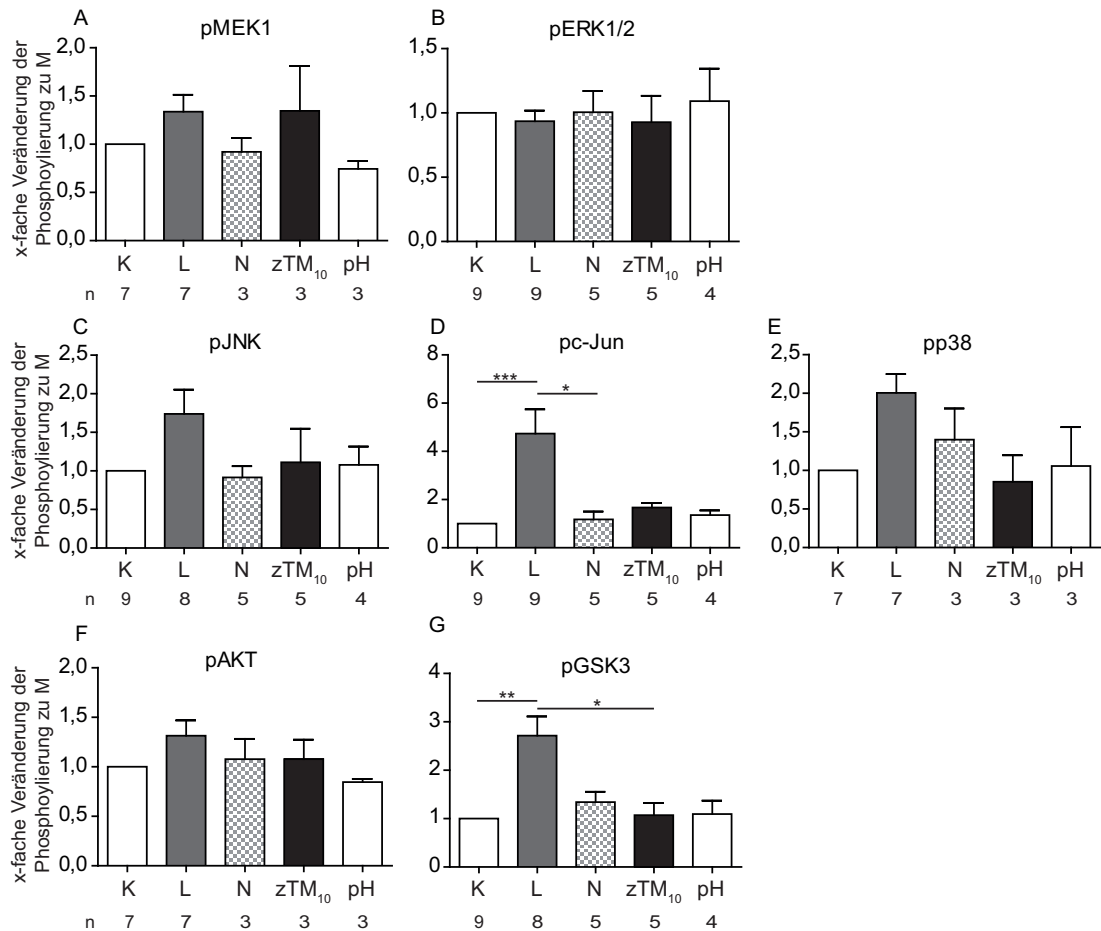 A
pMEK1
x-fache Veränderung der
Phosphoylierung zu M
2,0
1,5
1,0
0,5
0,0
K L N zTM10 pH
n 7 7 3 3 3
B
pERK1/2
1,5
1,0
0,5
0,0
K L N zTM10 pH
9 9 5 5 4
C
pJNK
x-fache Veränderung der
Phosphoylierung zu M
2,5
2,0
1,5
1,0
0,5
0,0
K L N zTM10 pH
n 9 8 5 5 4
D
pc-Jun
8
6
4
2
0
*** *
K L N zTM10 pH
9 9 5 5 4
E
pp38
2,5
2,0
1,5
1,0
0,5
0,0
K L N zTM10 pH
7 7 3 3 3
F
pAKT
x-fache Veränderung der
Phosphoylierung zu M
2,0
1,5
1,0
0,5
0,0
K L N zTM10 pH
n 7 7 3 3 3
G
pGSK3
4
3
2
1
0
** *
K L N zTM10 pH
9 8 5 5 4